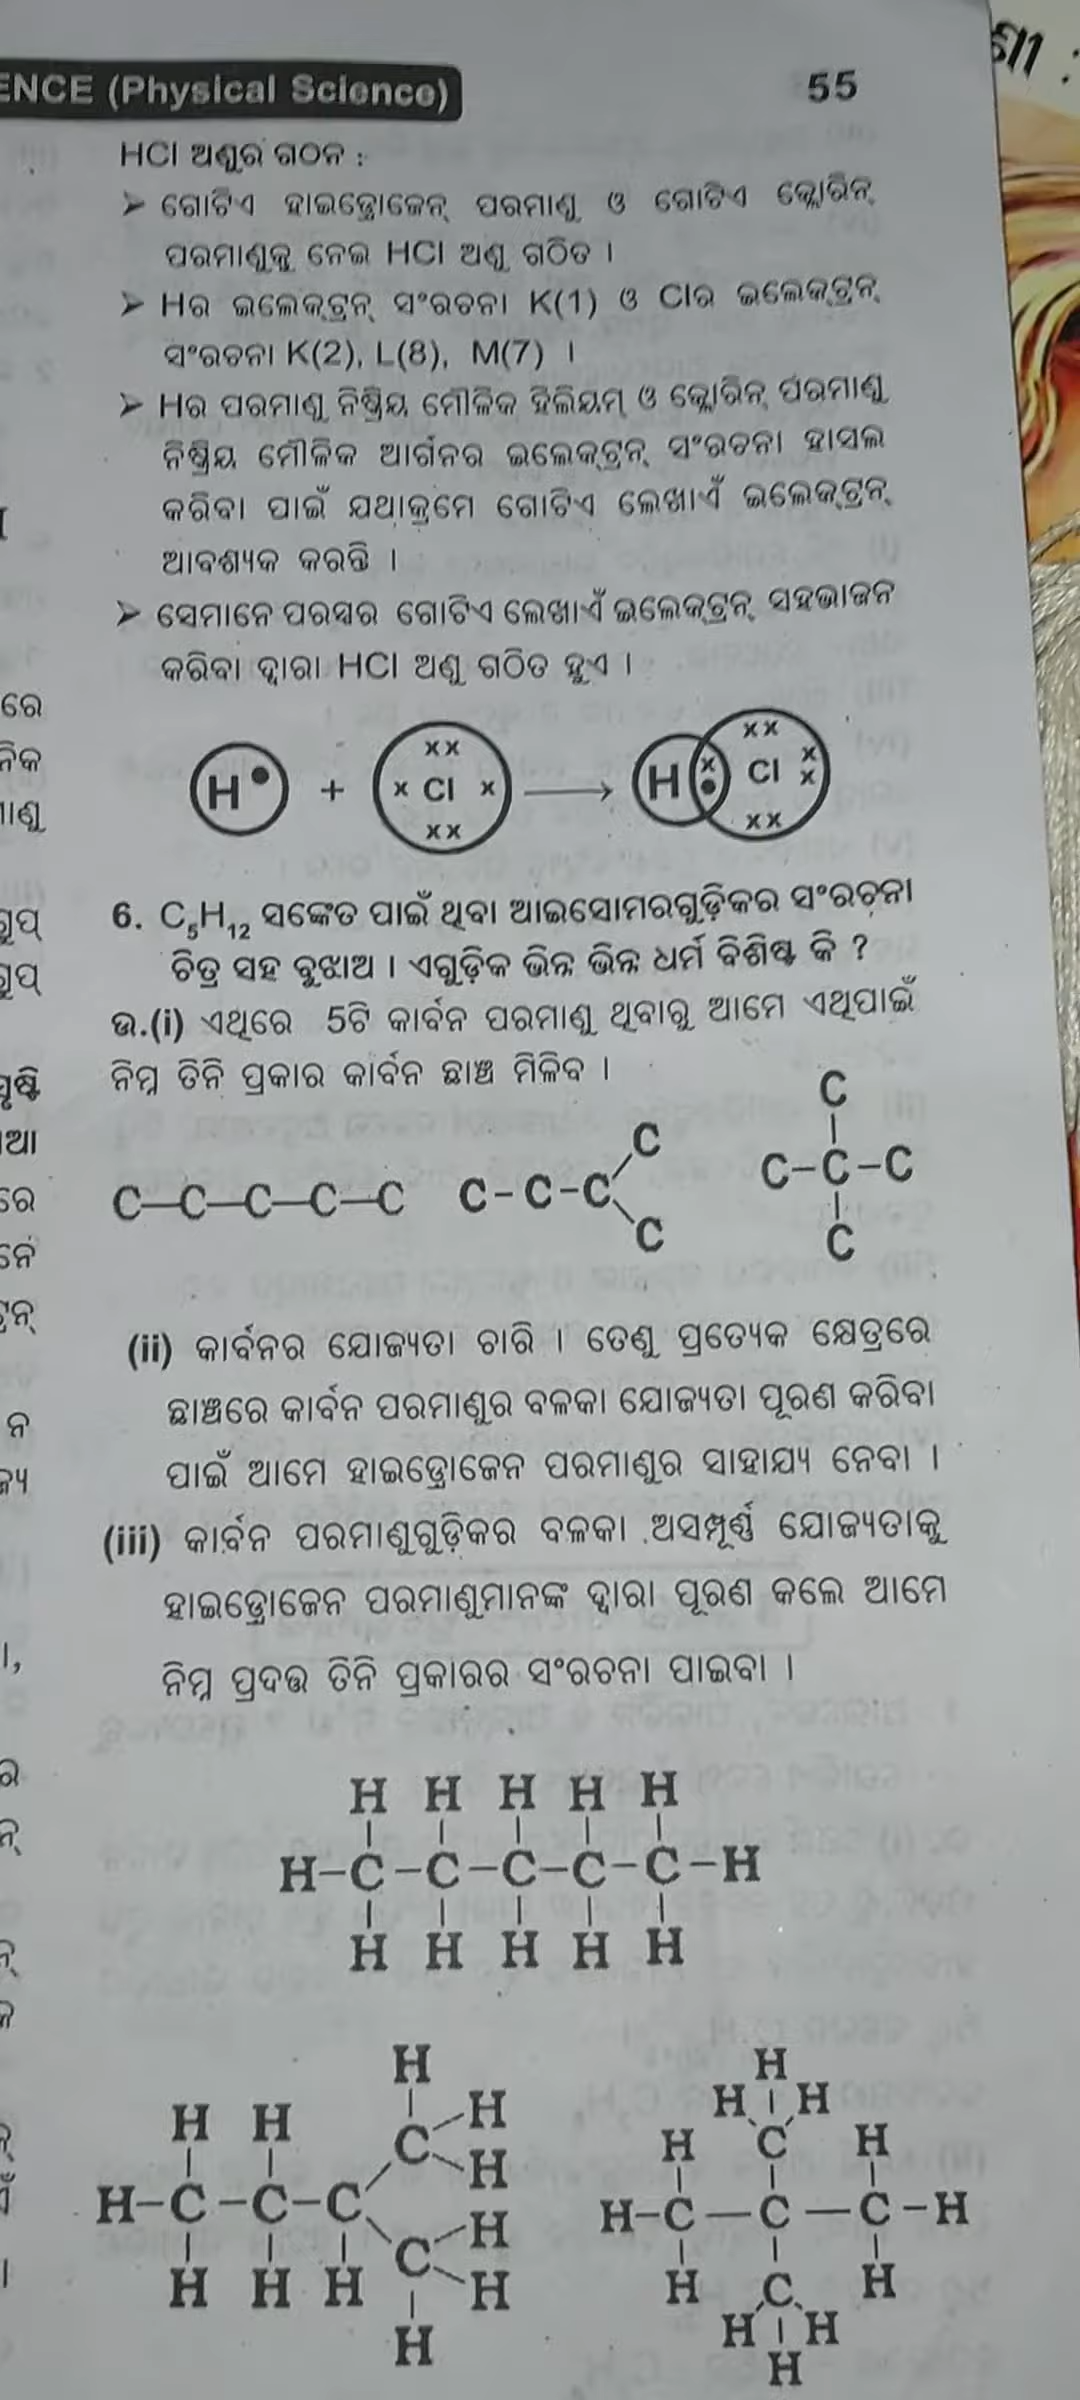 ENCE (Physical Science) 55
HCl ଅଣୁର ଗଠନ :
➢ ଗୋଟିଏ ହାଇଡ୍ରୋଜେନ୍ ପରମାଣୁ ଓ ଗୋଟିଏ କ୍ଲୋରିନ୍
ପରମାଣୁକୁ ନେଇ HCl ଅଣୁ ଗଠିତ ।
➢ Hର ଇଲେକ୍ଟ୍ରନ୍ ସଂରଚନା K(1) ଓ Clର ଇଲେକ୍ଟ୍ରନ୍
ସଂରଚନା K(2), L(8), M(7) ।
➢ Hର ପରମାଣୁ ନିଷ୍କ୍ରିୟ ମୌଳିକ ହିଲିୟମ୍ ଓ କ୍ଲୋରିନ୍ ପରମାଣୁ
ନିଷ୍କ୍ରିୟ ମୌଳିକ ଆର୍ଗନର ଇଲେକ୍ଟ୍ରନ୍ ସଂରଚନା ହାସଲ
କରିବା ପାଇଁ ଯଥାକ୍ରମେ ଗୋଟିଏ ଲେଖାଏଁ ଇଲେକ୍ଟ୍ରନ୍
ଆବଶ୍ୟକ କରନ୍ତି ।
➢ ସେମାନେ ପରସ୍ପର ଗୋଟିଏ ଲେଖାଏଁ ଇଲେକ୍ଟ୍ରନ୍ ସହଭାଜନ
କରିବା ଦ୍ୱାରା HCl ଅଣୁ ଗଠିତ ହୁଏ ।
xx xx
H• + x Cl x ⟶ H x• Cl xx
xx xx
6. C₅H₁₂ ସଙ୍କେତ ପାଇଁ ଥିବା ଆଇସୋମରଗୁଡ଼ିକର ସଂରଚନା
ଚିତ୍ର ସହ ବୁଝାଅ । ଏଗୁଡ଼ିକ ଭିନ୍ନ ଭିନ୍ନ ଧର୍ମ ବିଶିଷ୍ଟ କି ?
ଉ.(i) ଏଥିରେ 5ଟି କାର୍ବନ ପରମାଣୁ ଥିବାରୁ ଆମେ ଏଥିପାଇଁ
ନିମ୍ନ ତିନି ପ୍ରକାର କାର୍ବନ ଛାଞ୍ଚ ମିଳିବ ।
C
C C–C–C
C—C—C—C—C C–C–C
C C
(ii) କାର୍ବନର ଯୋଜ୍ୟତା ଚାରି । ତେଣୁ ପ୍ରତ୍ୟେକ କ୍ଷେତ୍ରରେ
ଛାଞ୍ଚରେ କାର୍ବନ ପରମାଣୁର ବଳକା ଯୋଜ୍ୟତା ପୂରଣ କରିବା
ପାଇଁ ଆମେ ହାଇଡ୍ରୋଜେନ ପରମାଣୁର ସାହାଯ୍ୟ ନେବା ।
(iii) କାର୍ବନ ପରମାଣୁଗୁଡ଼ିକର ବଳକା ଅସମ୍ପୂର୍ଣ୍ଣ ଯୋଜ୍ୟତାକୁ
ହାଇଡ୍ରୋଜେନ ପରମାଣୁମାନଙ୍କ ଦ୍ୱାରା ପୂରଣ କଲେ ଆମେ
ନିମ୍ନ ପ୍ରଦତ୍ତ ତିନି ପ୍ରକାରର ସଂରଚନା ପାଇବା ।
H H H H H
H–C–C–C–C–C–H
H H H H H
H H
H H H
H H C H C H
C H
H–C–C–C H–C—C—C–H
H
H H H C H H C H
H H H
H H